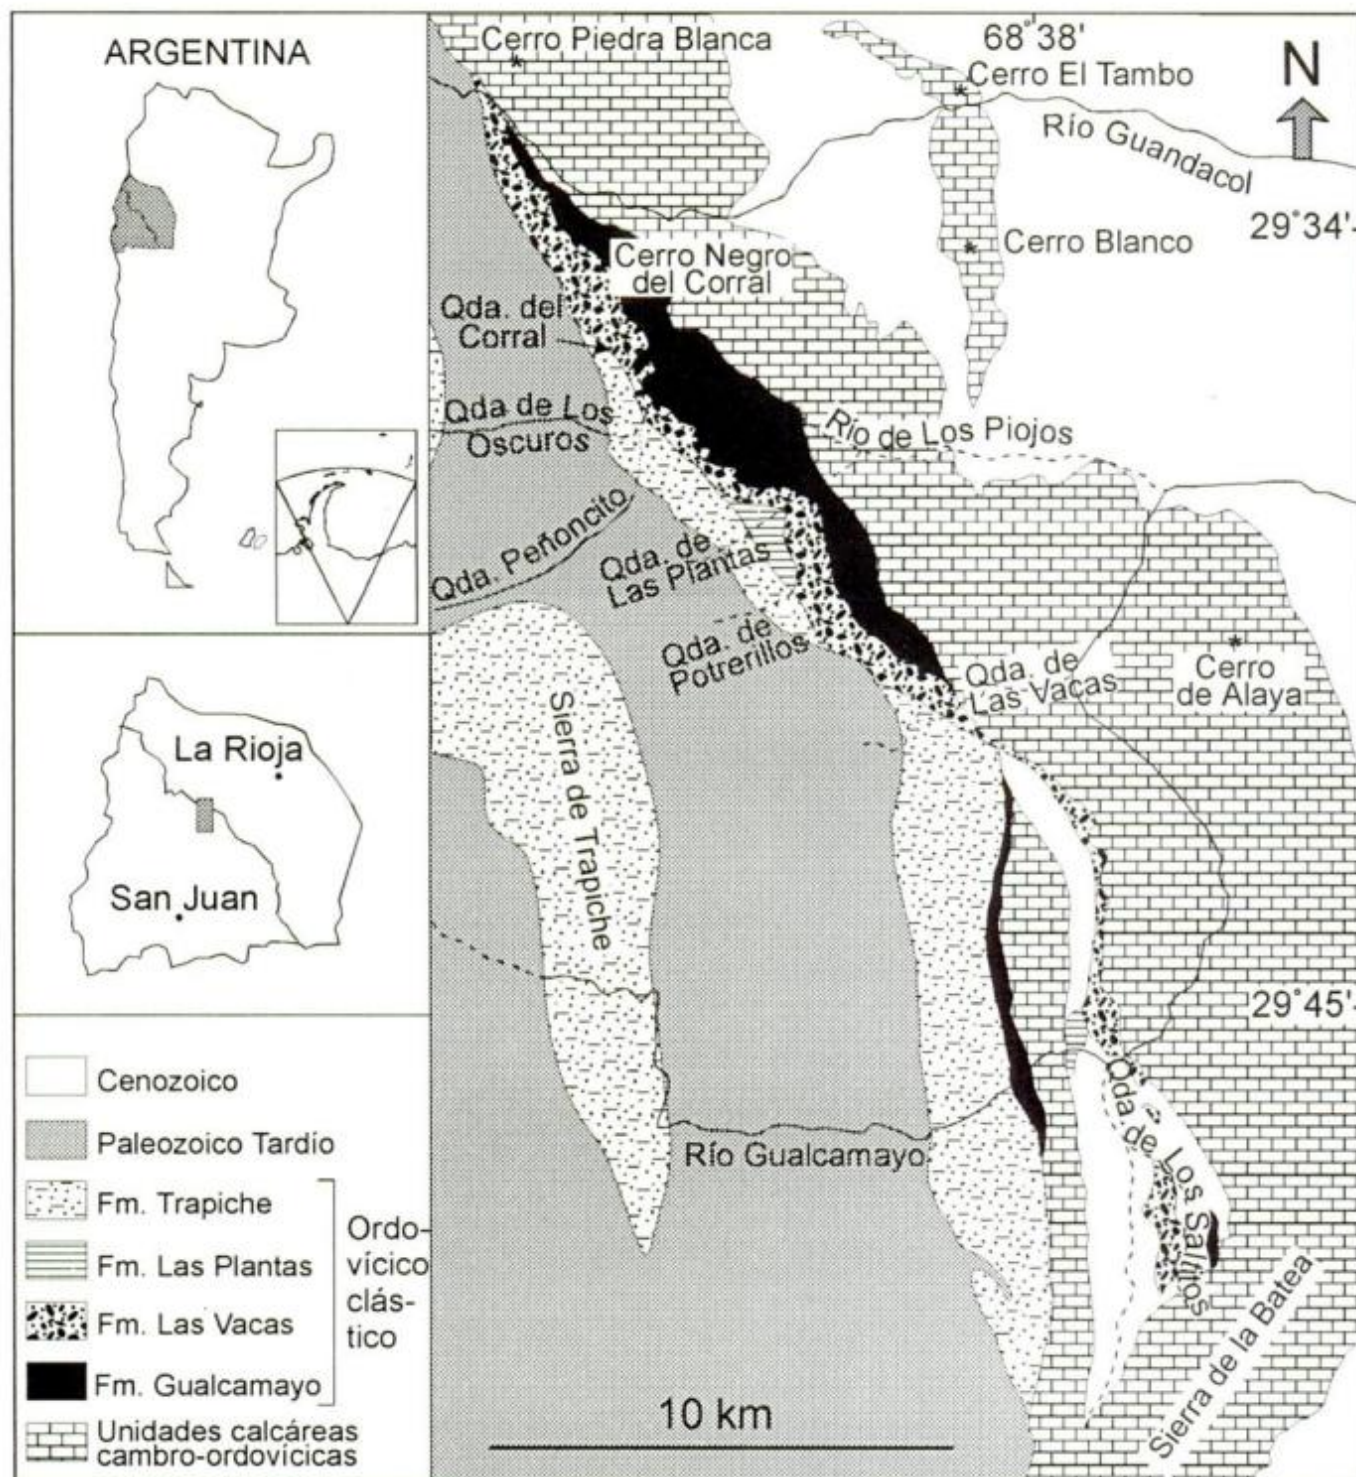 ARGENTINA
La Rioja
San Juan
Cenozoico
Paleozoico Tardío
Fm. Trapiche
Fm. Las Plantas
Fm. Las Vacas
Fm. Gualcamayo
Ordo-
vícico
clás-
tico
Unidades calcáreas
cambro-ordovícicas
Cerro Piedra Blanca
68°38'
Cerro El Tambo
N
Río Guandacol
29°34'
Cerro Blanco
Cerro Negro
del Corral
Qda. del
Corral
Qda de Los
Oscuros
Río de Los Piojos
Qda. Peñoncito
Qda. de
Las Plantas
Qda. de
Potrerillos
Qda. de
Las Vacas
Cerro
de Alaya
Sierra de Trapiche
29°45'
Qda de Los Salitos
Río Gualcamayo
Sierra de la Batea
10 km